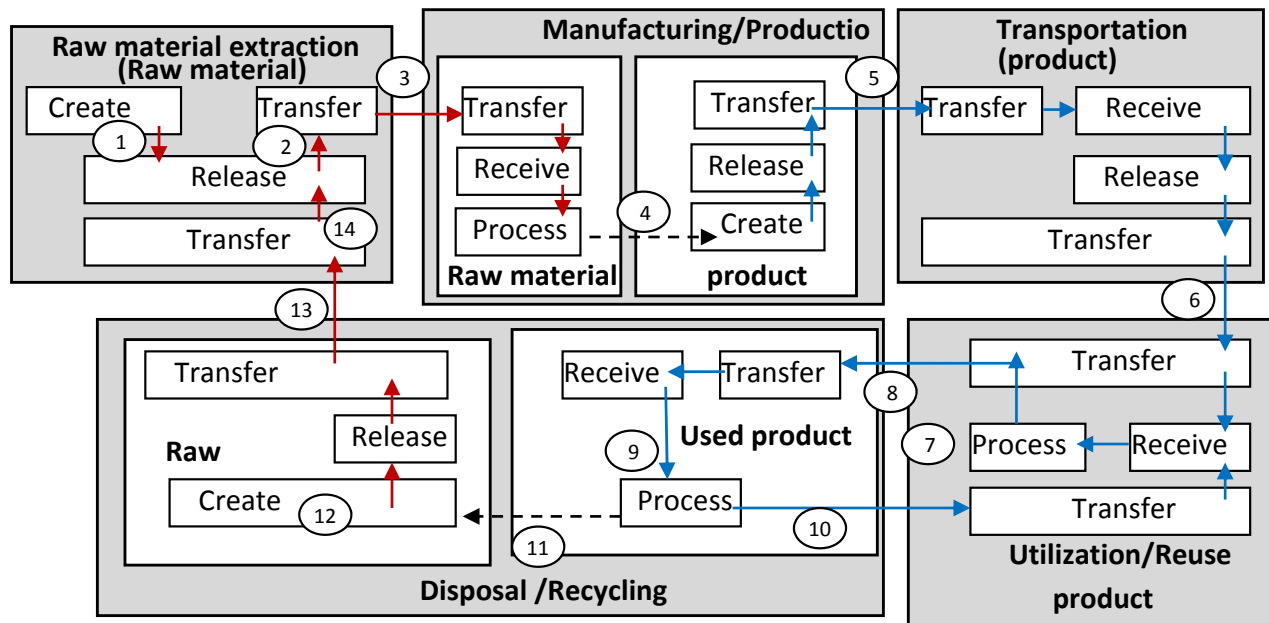 Raw material extraction
(Raw material)
Create
Transfer
1
2
Release
Transfer
14
3
Manufacturing/Productio
Transfer
Receive
Process
Raw material
4
Transfer
Release
Create
product
5
Transportation
(product)
Transfer
Receive
Release
Transfer
6
13
Transfer
Release
Raw
Create
12
Receive
Transfer
8
9
Used product
Process
10
11
Disposal /Recycling
Transfer
7
Process
Receive
Transfer
Utilization/Reuse
product